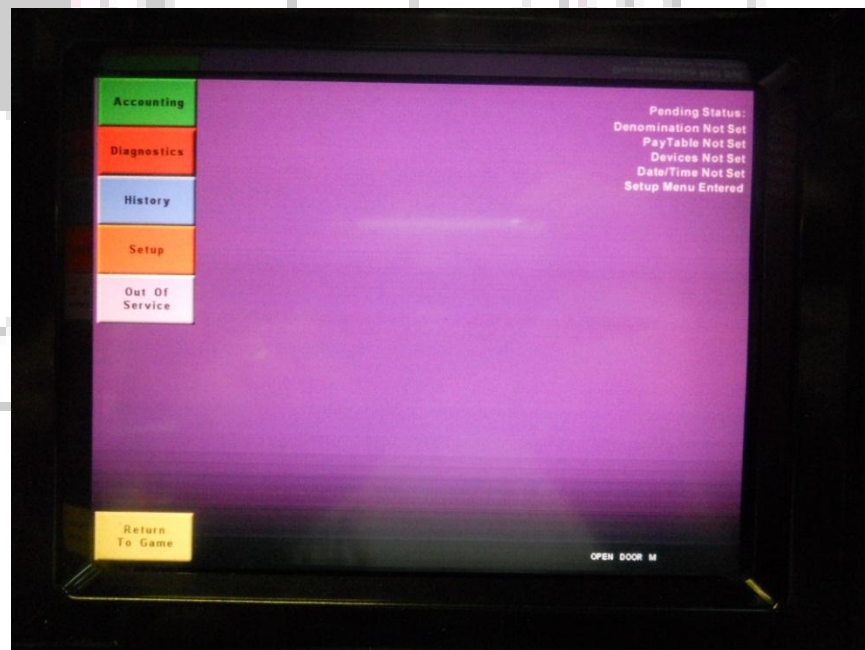 Accounting
Diagnostics
History
Setup
Out Of
Service
Return
To Game
Pending Status:
Denomination Not Set
PayTable Not Set
Devices Not Set
Date/Time Not Set
Setup Menu Entered
OPEN DOOR M